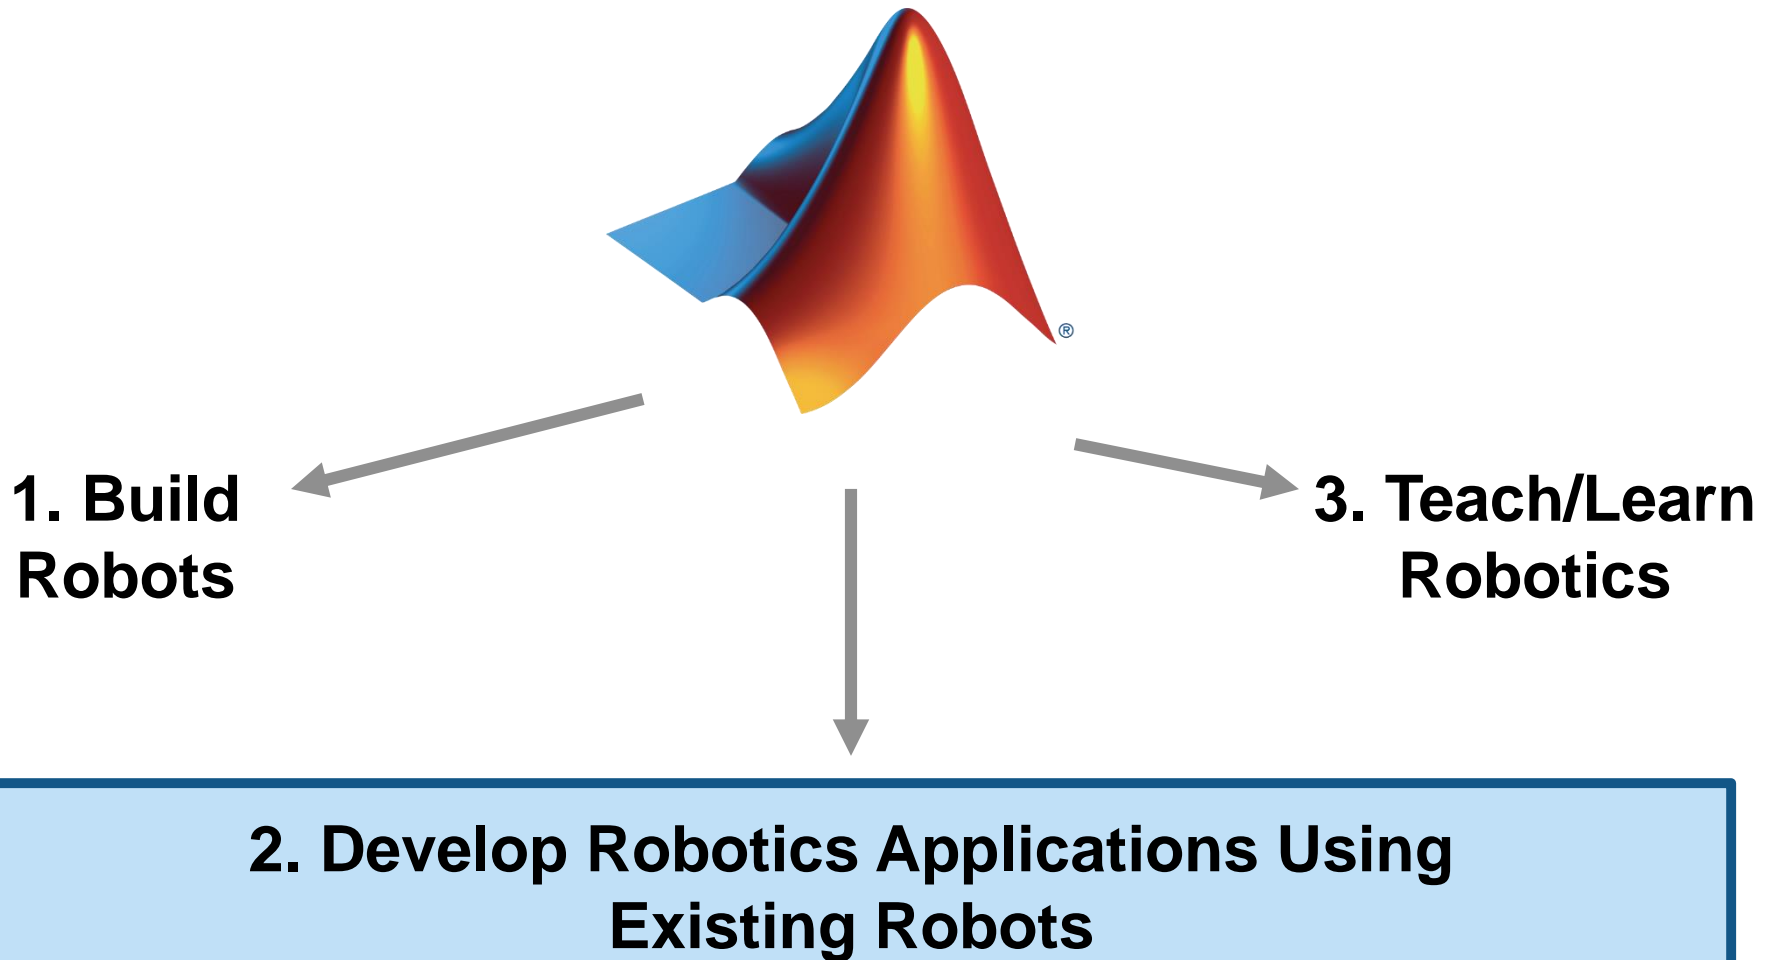 ®
1. Build
Robots
3. Teach/Learn
Robotics
2. Develop Robotics Applications Using
Existing Robots